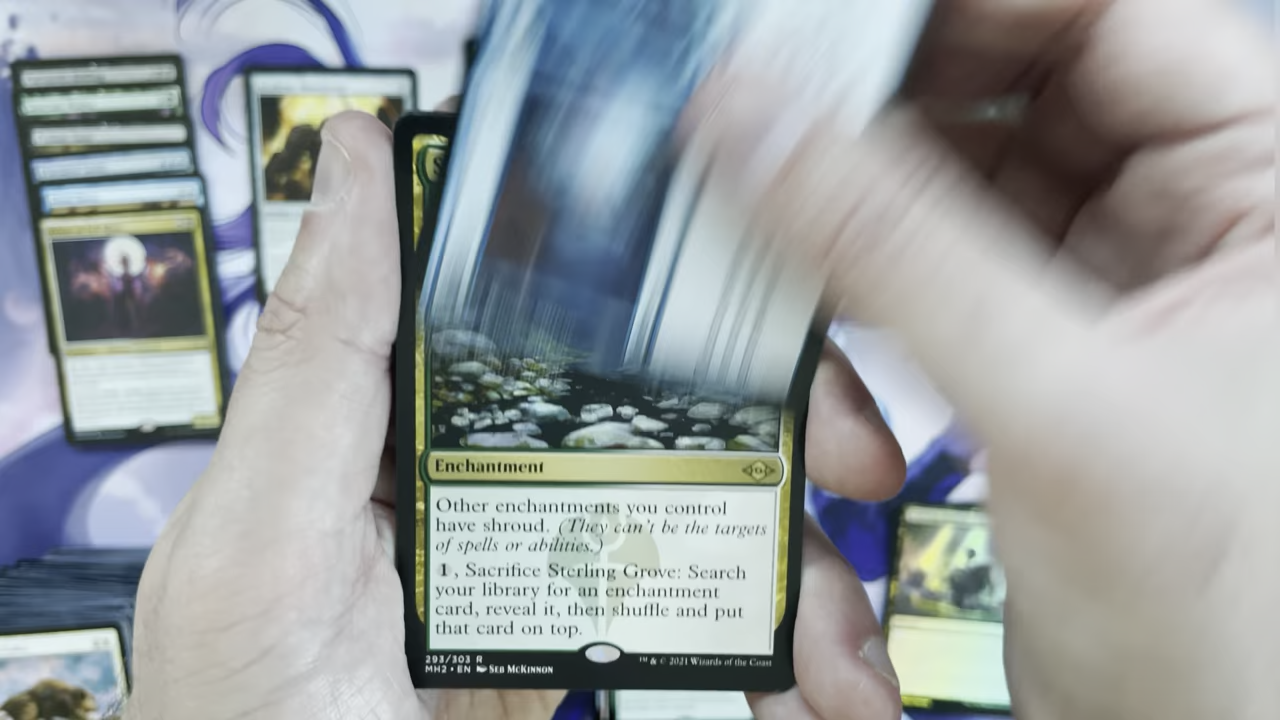 Enchantment
Other enchantments you control
have shroud. (They can't be the targets
of spells or abilities.)
1, Sacrifice Sterling Grove: Search
your library for an enchantment
card, reveal it, then shuffle and put
that card on top.
293/303 R
MH2 • EN Seb McKinnon
™ & © 2021 Wizards of the Coast